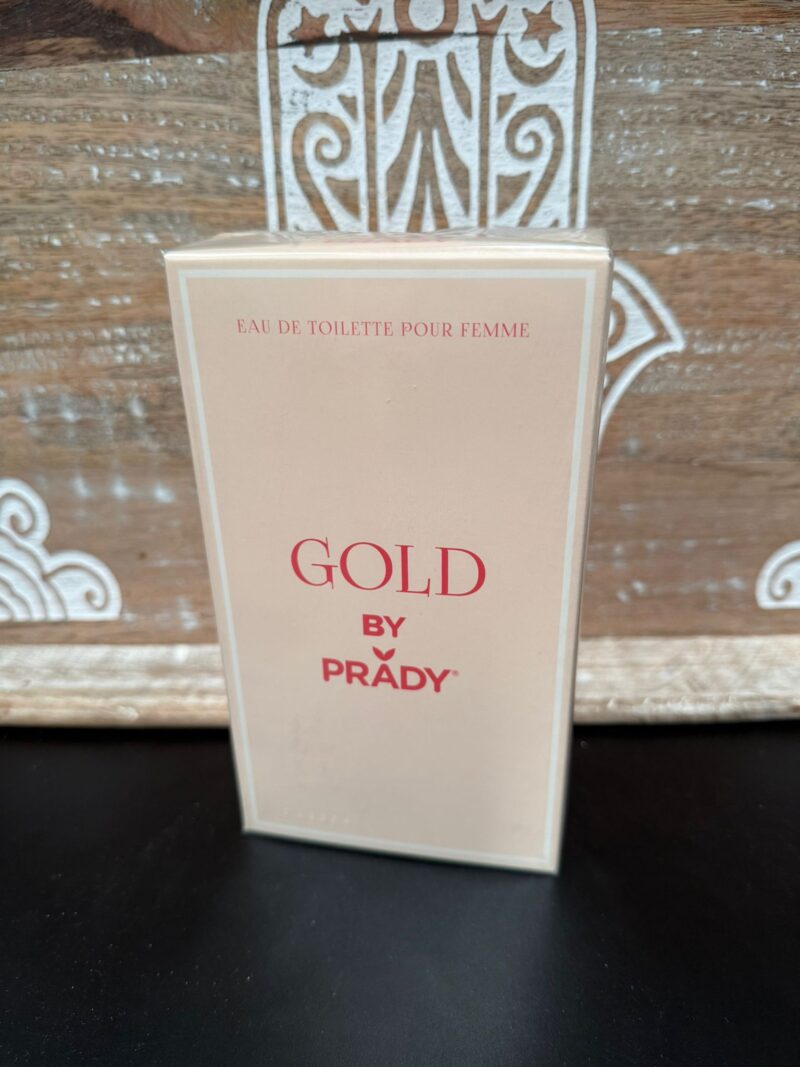 EAU DE TOILETTE POUR FEMME
GOLD
BY
PRADY®